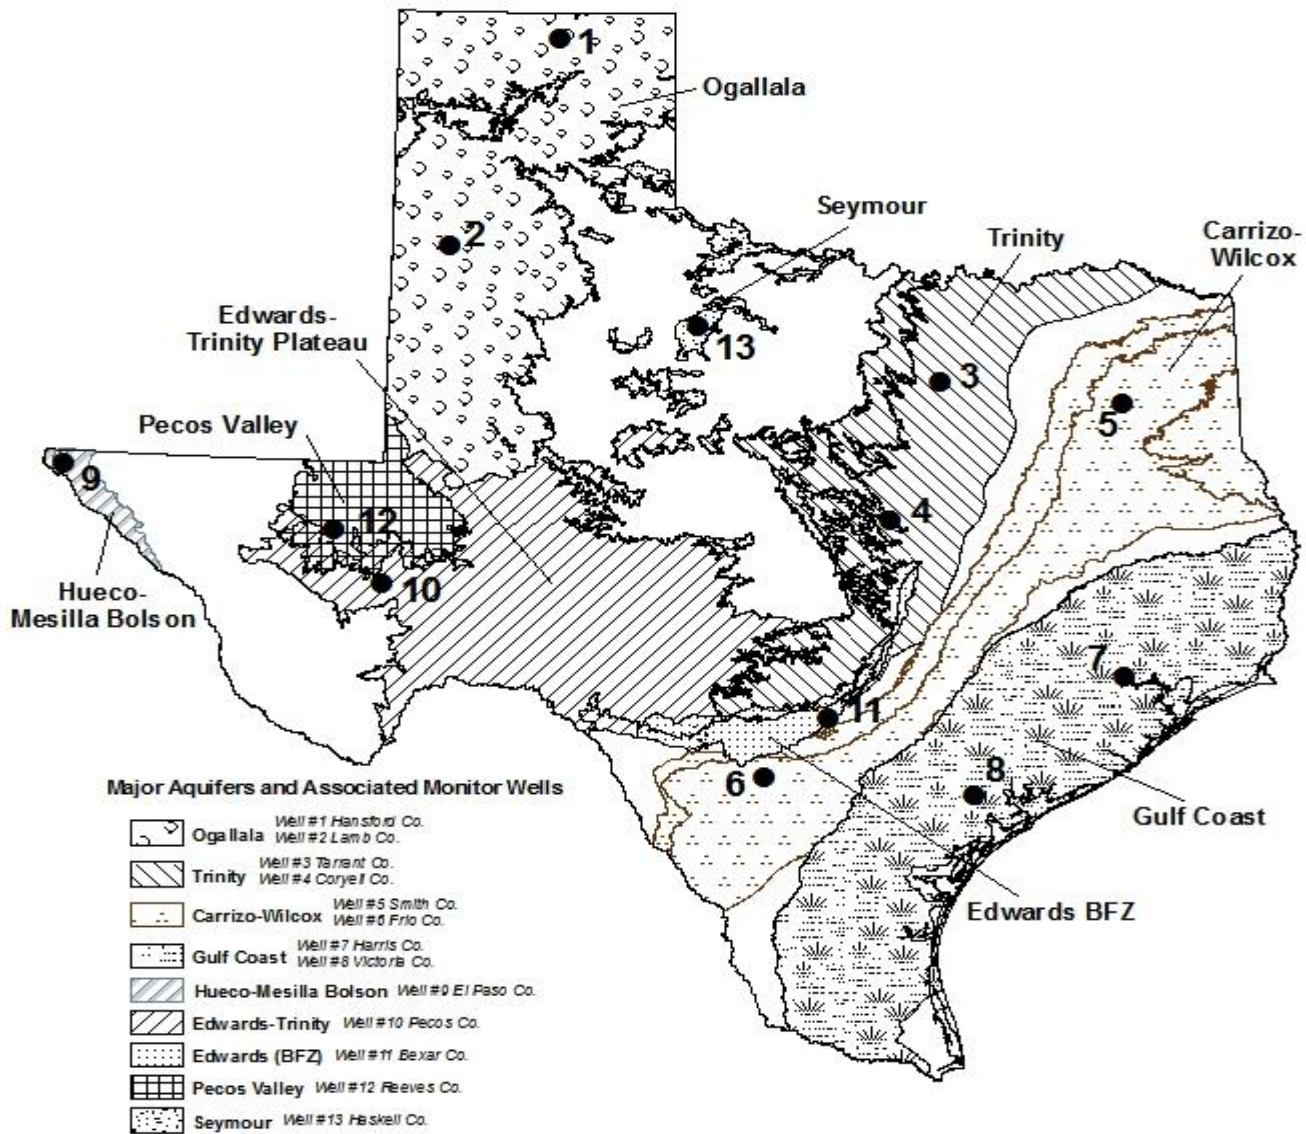 1
Ogallala
Seymour
2
Trinity
Carrizo-
Wilcox
Edwards-
Trinity Plateau
13
3
5
Pecos Valley
9
12
4
10
Hueco-
Mesilla Bolson
7
11
6
8
Gulf Coast
Edwards BFZ
Major Aquifers and Associated Monitor Wells
Ogallala Well #1 Hansford Co.
Well #2 Lamb Co.
Trinity Well #3 Tarrant Co.
Well #4 Coryell Co.
Carrizo-Wilcox Well #5 Smith Co.
Well #6 Frio Co.
Gulf Coast Well #7 Harris Co.
Well #8 Victoria Co.
Hueco-Mesilla Bolson Well #9 El Paso Co.
Edwards-Trinity Well #10 Pecos Co.
Edwards (BFZ) Well #11 Bexar Co.
Pecos Valley Well #12 Reeves Co.
Seymour Well #13 Haskell Co.